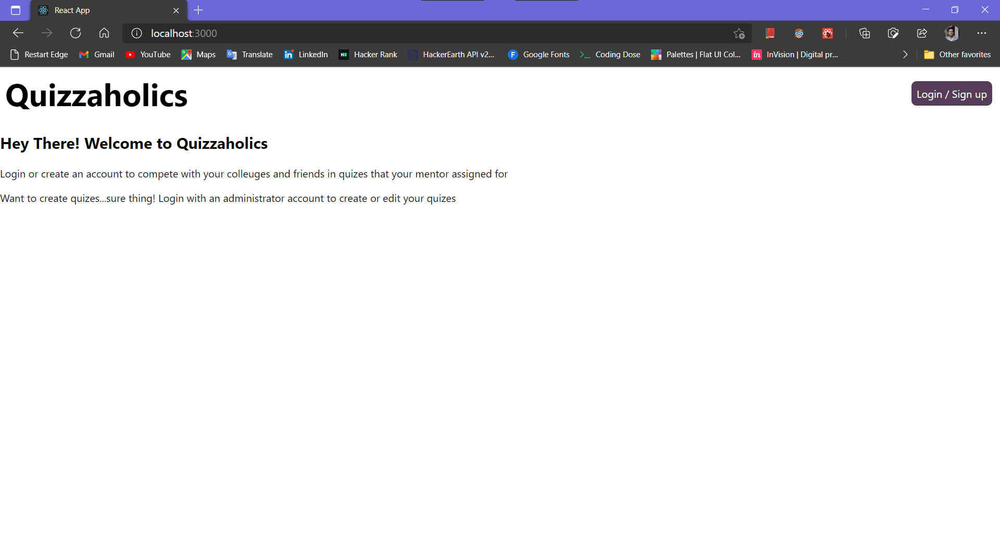 React App
localhost:3000
Restart Edge Gmail YouTube Maps Translate LinkedIn Hacker Rank HackerEarth API v2... Google Fonts Coding Dose Palettes | Flat UI Col... InVision | Digital pr... Other favorites
Quizzaholics
Login / Sign up
Hey There! Welcome to Quizzaholics
Login or create an account to compete with your colleuges and friends in quizes that your mentor assigned for
Want to create quizes...sure thing! Login with an administrator account to create or edit your quizes